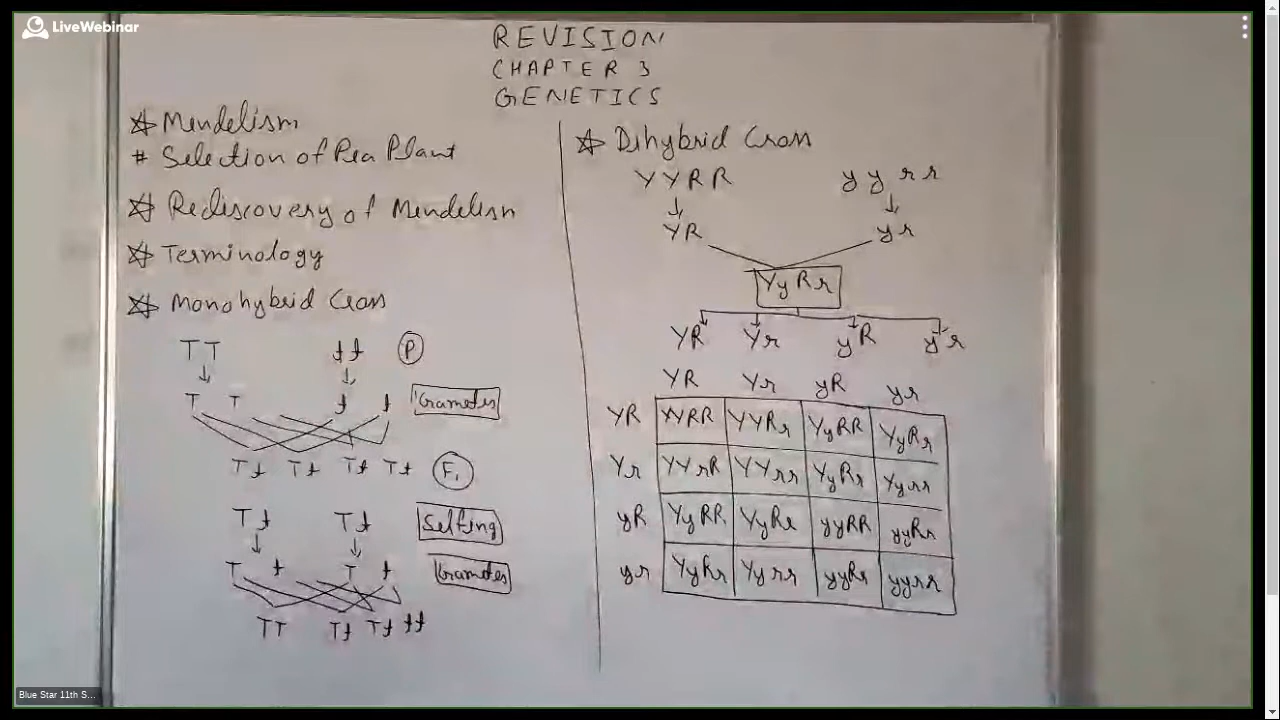 LiveWebinar
REVISION
CHAPTER 3
GENETICS
Mendelism
# Selection of Pea Plant
Rediscovery of Mendelism
Terminology
Monohybrid Cross
TT tt P
T T t t Gametes
Tt Tt Tt Tt F1
Tt Tt Selfing
T t T t Gametes
TT Tt Tt tt
Dihybrid Cross
YYRR yyrr
YR yr
YyRr
YR Yr yR yr
YR Yr yR yr
YR YYRR YYRr YyRR YyRr
Yr YYrR YYrr YyRr Yyrr
yR YyRR YyRr yyRR yyRr
yr YyRr Yyrr yyRr yyrr
Blue Star 11th S...